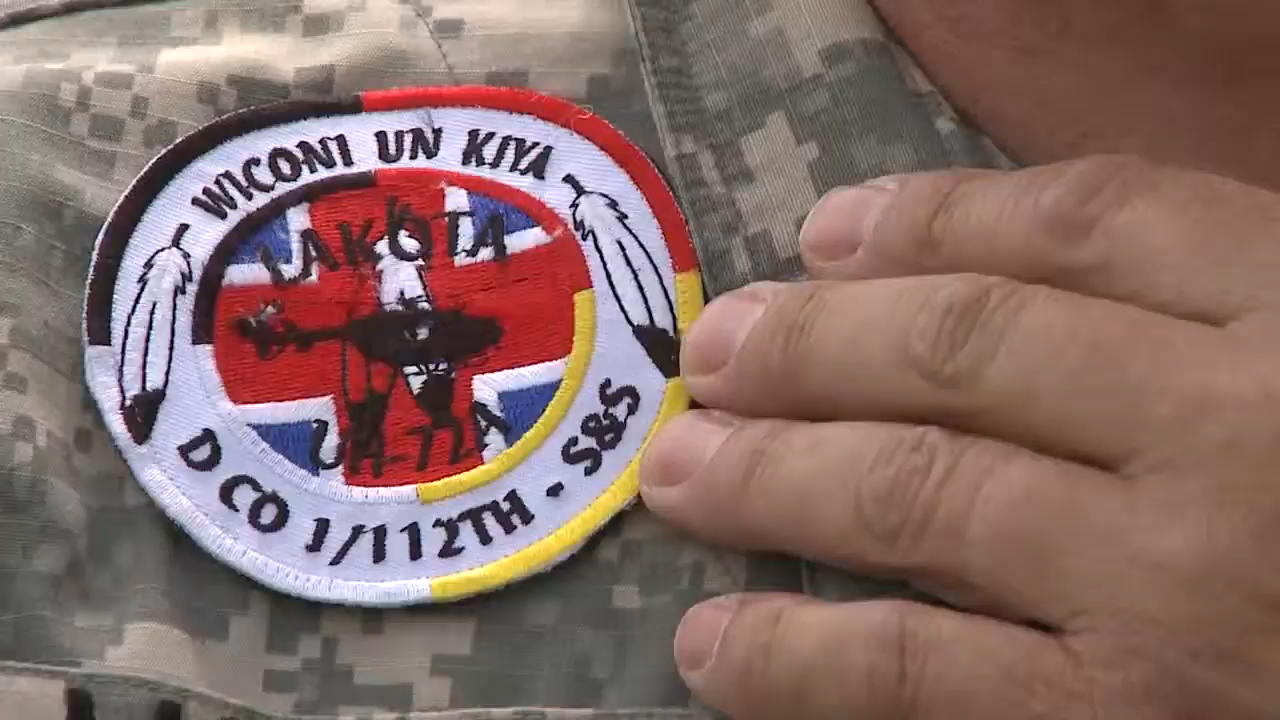 WICONI UN KIYA
LAKOTA
UH-72A
D CO 1/112TH - S&S